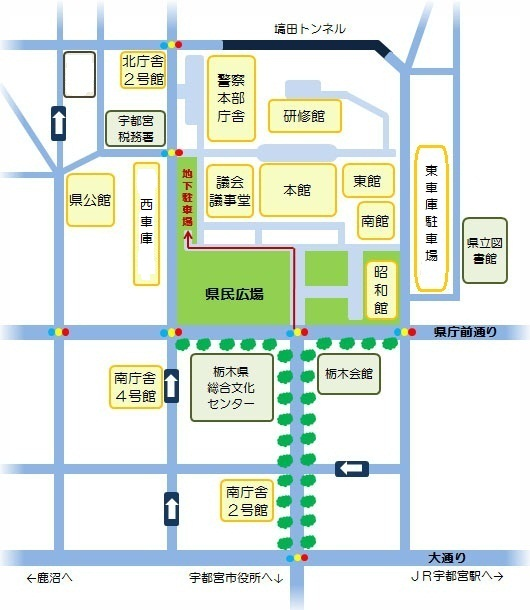 塙田トンネル
北庁舎
２号館
警察
本部
庁舎
研修館
宇都宮
税務署
地下駐車場
議会
議事堂
本館
東館
南館
東車庫駐車場
県公館
西車庫
県立図
書館
県民広場
昭和館
県庁前通り
南庁舎
４号館
栃木県
総合文化
センター
栃木会館
南庁舎
２号館
大通り
←鹿沼へ
宇都宮市役所へ↓
ＪＲ宇都宮駅へ→